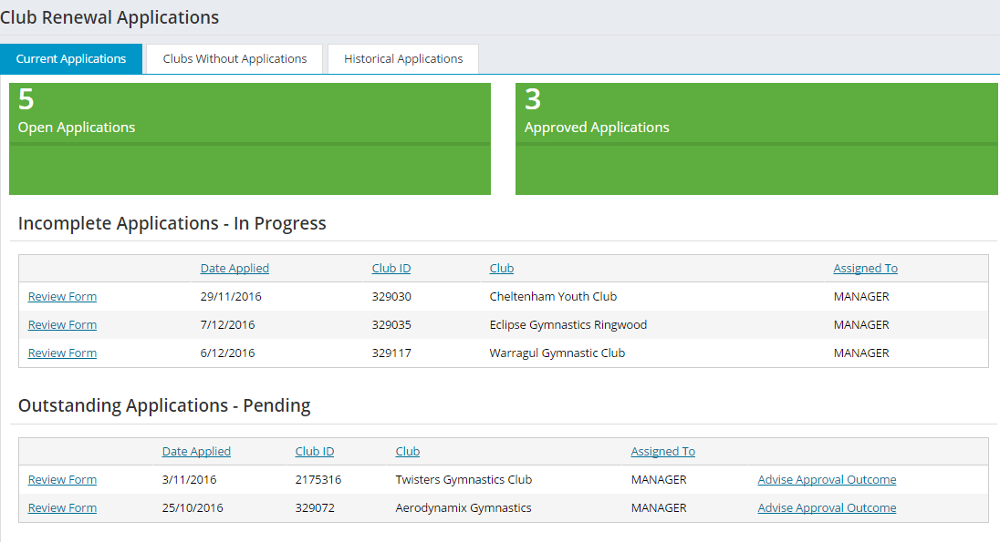 Club Renewal Applications
Current Applications Clubs Without Applications Historical Applications
5 3
Open Applications Approved Applications
Incomplete Applications - In Progress
Date Applied Club ID Club Assigned To
Review Form 29/11/2016 329030 Cheltenham Youth Club MANAGER
Review Form 7/12/2016 329035 Eclipse Gymnastics Ringwood MANAGER
Review Form 6/12/2016 329117 Warragul Gymnastic Club MANAGER
Outstanding Applications - Pending
Date Applied Club ID Club Assigned To
Review Form 3/11/2016 2175316 Twisters Gymnastics Club MANAGER Advise Approval Outcome
Review Form 25/10/2016 329072 Aerodynamix Gymnastics MANAGER Advise Approval Outcome